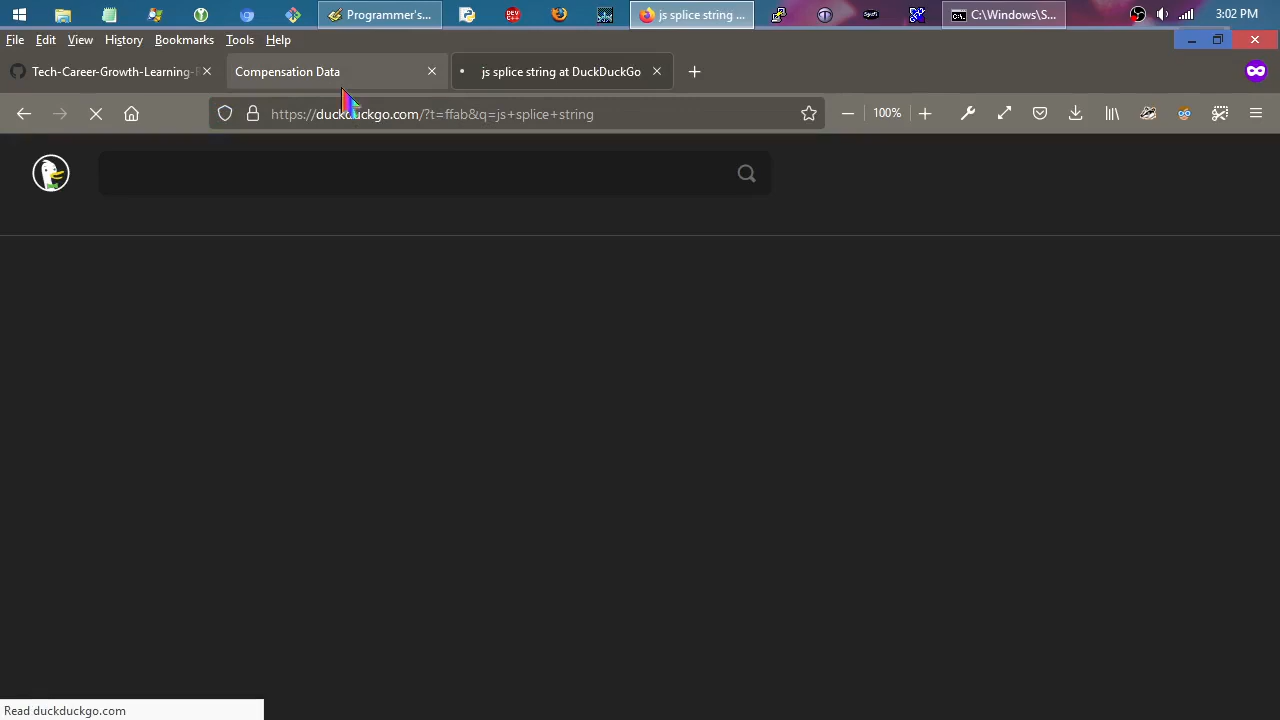 Programmer's...
js splice string ...
C:\Windows\S...
3:02 PM
File Edit View History Bookmarks Tools Help
Tech-Career-Growth-Learning-
Compensation Data
js splice string at DuckDuckGo
https://duckduckgo.com/?t=ffab&q=js+splice+string
100%
Read duckduckgo.com